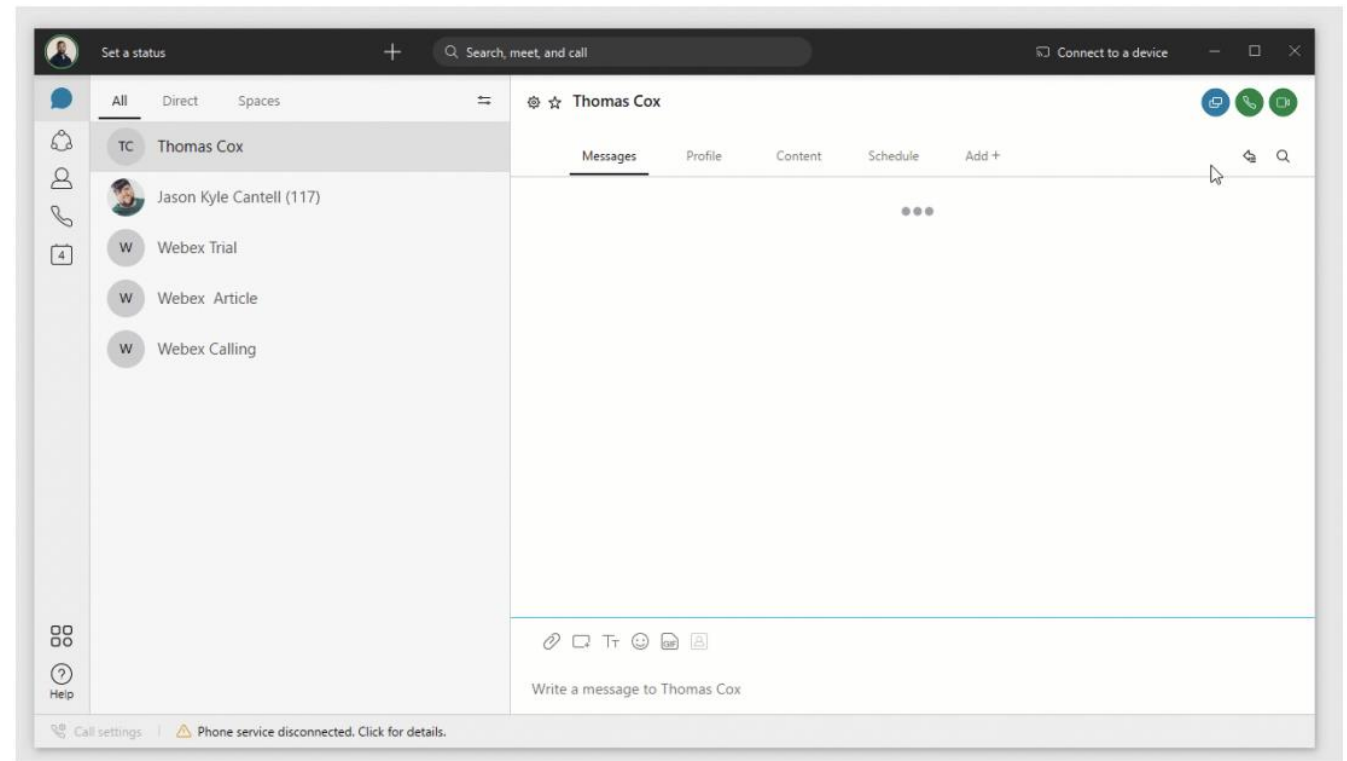 Set a status
Search, meet, and call
Connect to a device
All Direct Spaces
Thomas Cox
TC Thomas Cox
Jason Kyle Cantell (117)
W Webex Trial
W Webex Article
W Webex Calling
Messages Profile Content Schedule Add +
4
GIF
Write a message to Thomas Cox
Help
Call settings
Phone service disconnected. Click for details.